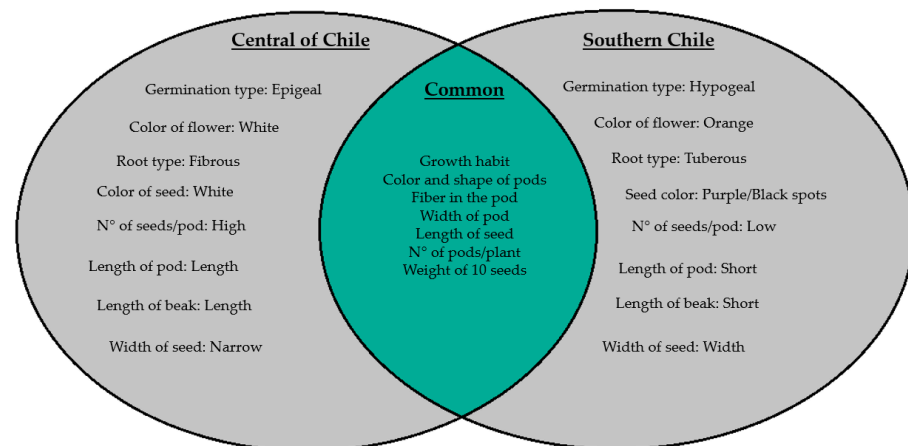 Central of Chile
Germination type: Epigeal
Color of flower: White
Root type: Fibrous
Color of seed: White
N° of seeds/pod: High
Length of pod: Length
Length of beak: Length
Width of seed: Narrow
Common
Growth habit
Color and shape of pods
Fiber in the pod
Width of pod
Length of seed
N° of pods/plant
Weight of 10 seeds
Southern Chile
Germination type: Hypogeal
Color of flower: Orange
Root type: Tuberous
Seed color: Purple/Black spots
N° of seeds/pod: Low
Length of pod: Short
Length of beak: Short
Width of seed: Width